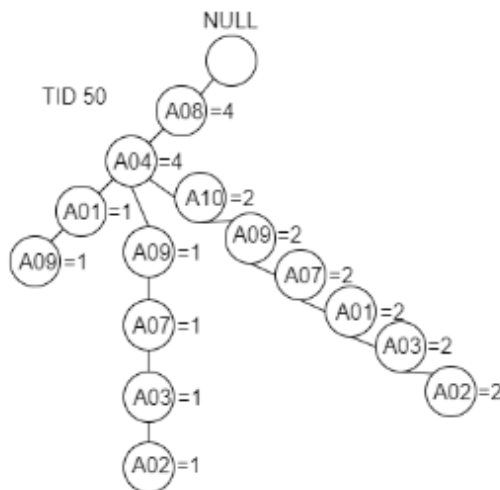 NULL
TID 50
A08=4
A04=4
A01=1
A10=2
A09=1
A09=1
A09=2
A07=2
A07=1
A01=2
A03=2
A03=1
A02=2
A02=1